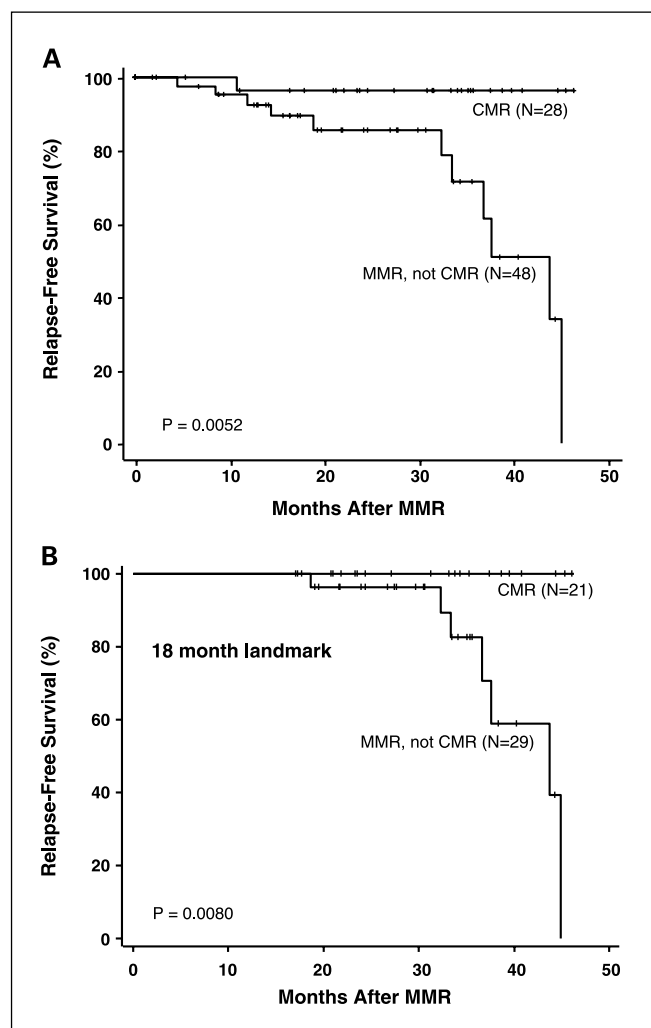 A
Relapse-Free Survival (%)
100
80
60
40
20
0
CMR (N=28)
MMR, not CMR (N=48)
P = 0.0052
0 10 20 30 40 50
Months After MMR
B
Relapse-Free Survival (%)
100
80
60
40
20
0
CMR (N=21)
18 month landmark
MMR, not CMR (N=29)
P = 0.0080
0 10 20 30 40 50
Months After MMR